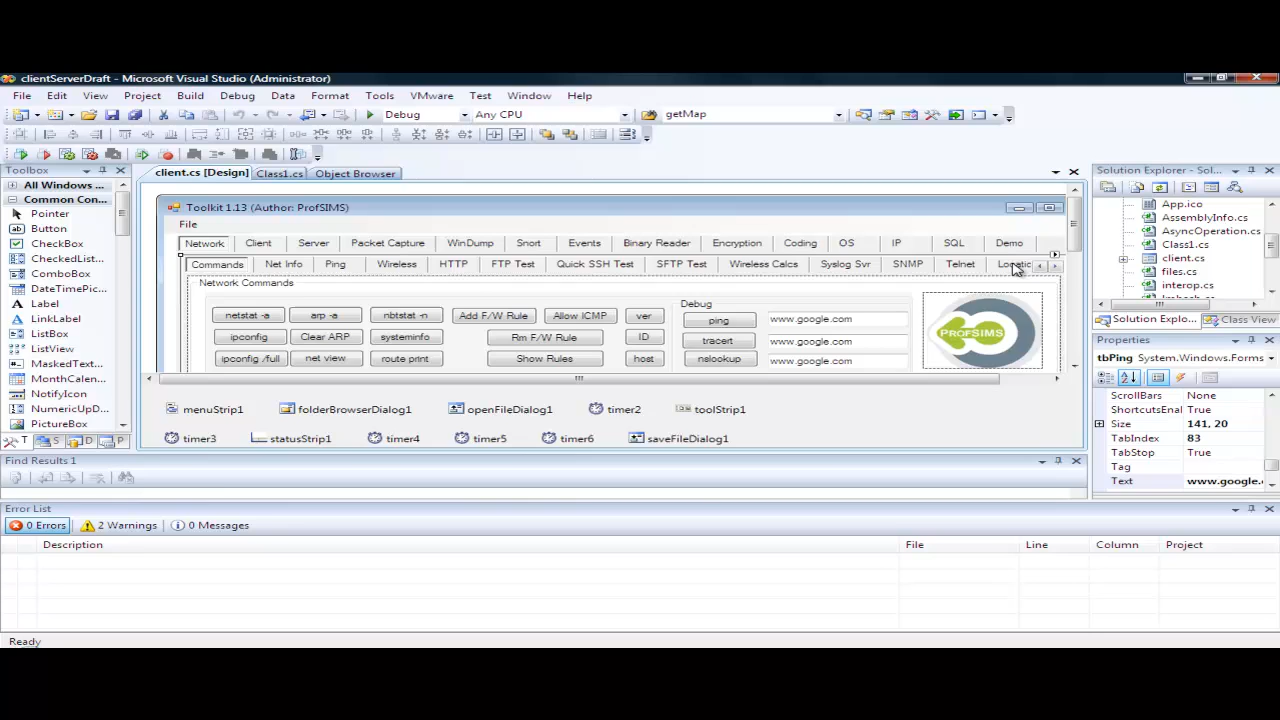 clientServerDraft - Microsoft Visual Studio (Administrator)
File Edit View Project Build Debug Format Data Tools VMware Test Window Help
Debug Any CPU getMap
Toolbox
client.cs [Design] Class1.cs Object Browser
Solution Explorer - Sol...
All Windows ...
Common Con...
Pointer
Button
CheckBox
ComboBox
DateTimePic...
Label
LinkLabel
ListBox
ListView
MaskedText...
MonthCalen...
NotifyIcon
NumericUpD...
PictureBox
T S D P
Toolkit 1.13 (Author: ProfSIMS)
File
Network Client Server Packet Capture WinDump Snort Events Binary Reader Encryption Coding OS IP SQL Demo
Commands Net Info Ping Wireless HTTP FTP Test Quick SSH Test SFTP Test Wireless Calcs Syslog Svr SNMP Telnet
Network Commands
netstat -a arp -a nbtstat -n Add F/W Rule Allow ICMP ver
ipconfig Clear ARP systeminfo Rm F/W Rule ID
ipconfig /full net view route print Show Rules host
Debug
ping www.google.com
tracert www.google.com
nslookup www.google.com
PROFSIMS
menuStrip1 folderBrowserDialog1 openFileDialog1 timer2 toolStrip1
timer3 statusStrip1 timer4 timer5 timer6 saveFileDialog1
App.ico
AssemblyInfo.cs
AsyncOperation.cs
Class1.cs
client.cs
files.cs
interop.cs
Solution Explo... Class View
Properties
tbPing System.Windows.Forms
ScrollBars None
ShortcutsEnal True
Size 141, 20
TabIndex 83
TabStop True
Tag
Text www.google.
Find Results 1
Error List
0 Errors 2 Warnings 0 Messages
Description File Line Column Project
Ready